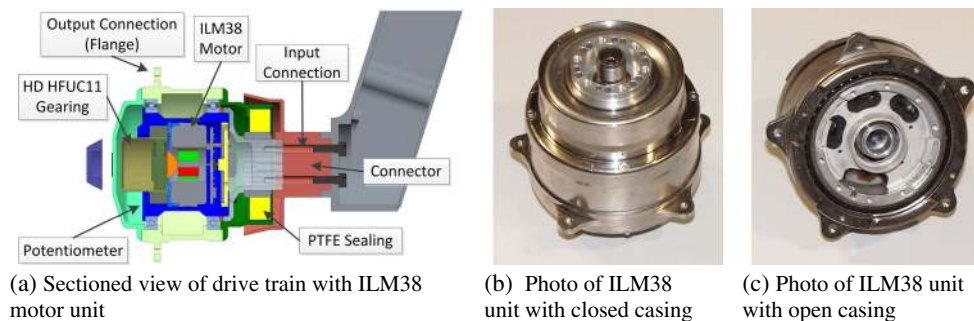 Output Connection
(Flange)
ILM38
Motor
Input
Connection
HD HFUC11
Gearing
Connector
Potentiometer
PTFE Sealing
(a) Sectioned view of drive train with ILM38
motor unit
(b) Photo of ILM38
unit with closed casing
(c) Photo of ILM38 unit
with open casing